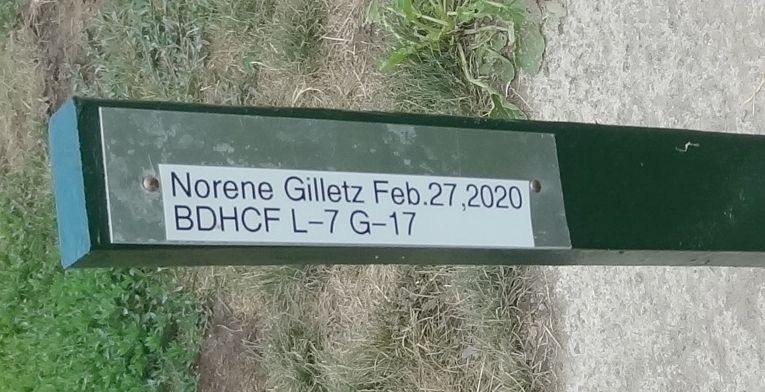 Norene Gilletz Feb.27,2020
BDHCF L-7 G-17